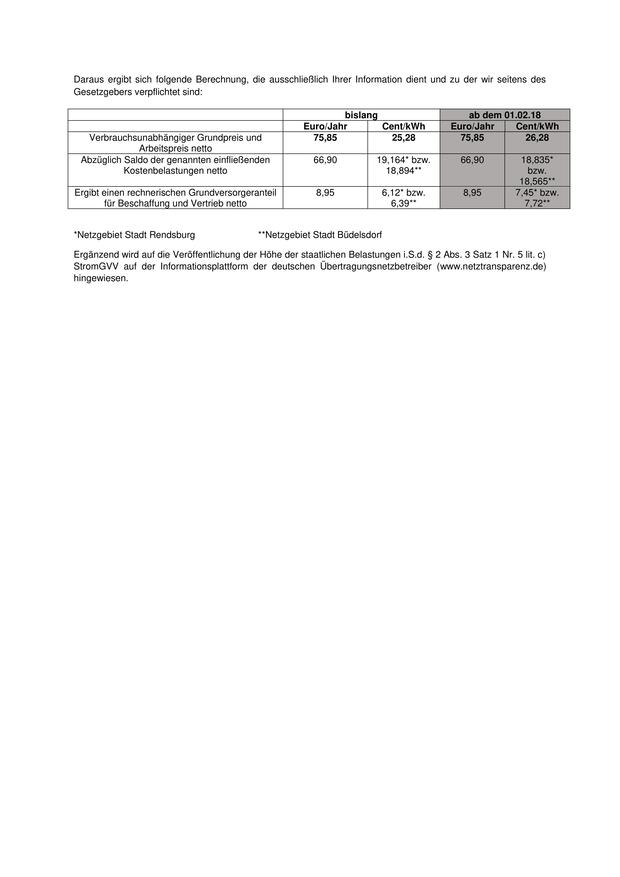 Daraus ergibt sich folgende Berechnung, die ausschließlich Ihrer Information dient und zu der wir seitens des
Gesetzgebers verpflichtet sind:
bislang ab dem 01.02.18
Euro/Jahr Cent/kWh Euro/Jahr Cent/kWh
Verbrauchsunabhängiger Grundpreis und 75,85 25,28 75,85 26,28
Arbeitspreis netto
Abzüglich Saldo der genannten einfließenden 66,90 19,164* bzw. 66,90 18,835*
Kostenbelastungen netto 18,894** bzw.
18,565**
Ergibt einen rechnerischen Grundversorgeranteil 8,95 6,12* bzw. 8,95 7,45* bzw.
für Beschaffung und Vertrieb netto 6,39** 7,72**
*Netzgebiet Stadt Rendsburg **Netzgebiet Stadt Büdelsdorf
Ergänzend wird auf die Veröffentlichung der Höhe der staatlichen Belastungen i.S.d. § 2 Abs. 3 Satz 1 Nr. 5 lit. c)
StromGVV auf der Informationsplattform der deutschen Übertragungsnetzbetreiber (www.netztransparenz.de)
hingewiesen.